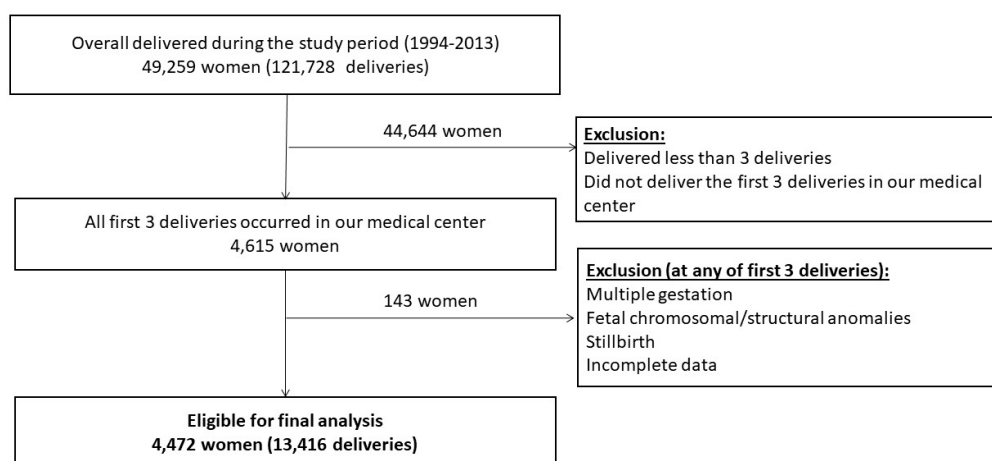 Overall delivered during the study period (1994-2013)
49,259 women (121,728 deliveries)
44,644 women
Exclusion:
Delivered less than 3 deliveries
Did not deliver the first 3 deliveries in our medical
center
All first 3 deliveries occurred in our medical center
4,615 women
143 women
Exclusion (at any of first 3 deliveries):
Multiple gestation
Fetal chromosomal/structural anomalies
Stillbirth
Incomplete data
Eligible for final analysis
4,472 women (13,416 deliveries)